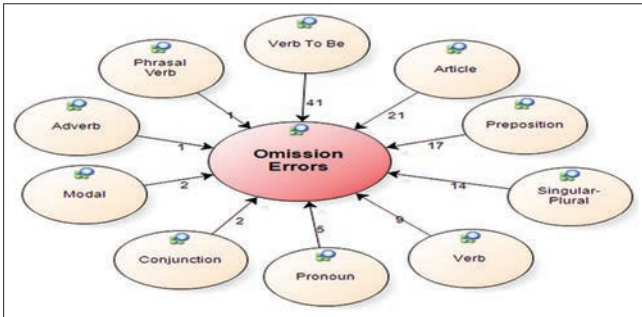 Verb To Be
Phrasal
Verb
Article
41
1
21
Adverb
Preposition
1
17
Omission
Errors
Modal
2
14
Singular-
Plural
2
5
9
Conjunction
Pronoun
Verb